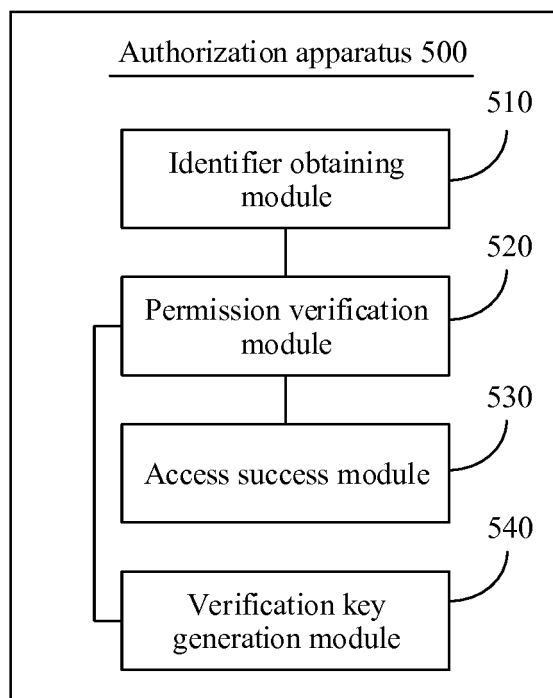 Authorization apparatus 500
510
Identifier obtaining
module
520
Permission verification
module
530
Access success module
540
Verification key
generation module